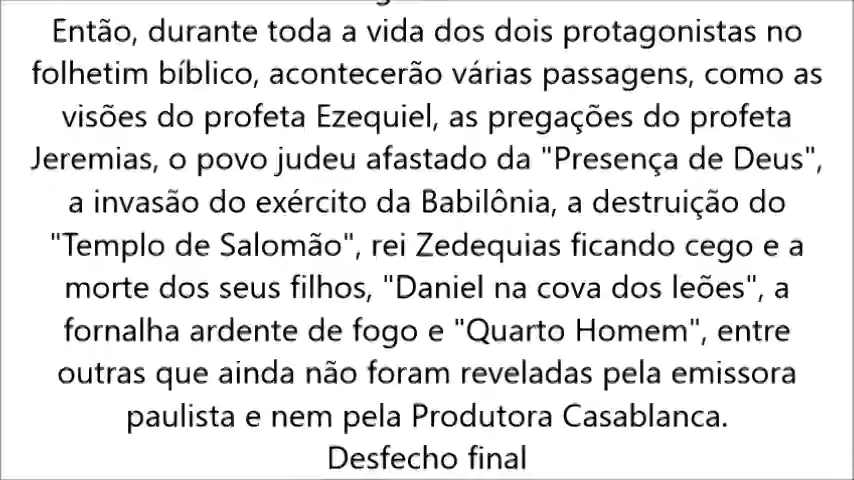 Então, durante toda a vida dos dois protagonistas no
folhetim bíblico, acontecerão várias passagens, como as
visões do profeta Ezequiel, as pregações do profeta
Jeremias, o povo judeu afastado da "Presença de Deus",
a invasão do exército da Babilônia, a destruição do
"Templo de Salomão", rei Zedequias ficando cego e a
morte dos seus filhos, "Daniel na cova dos leões", a
fornalha ardente de fogo e "Quarto Homem", entre
outras que ainda não foram reveladas pela emissora
paulista e nem pela Produtora Casablanca.
Desfecho final